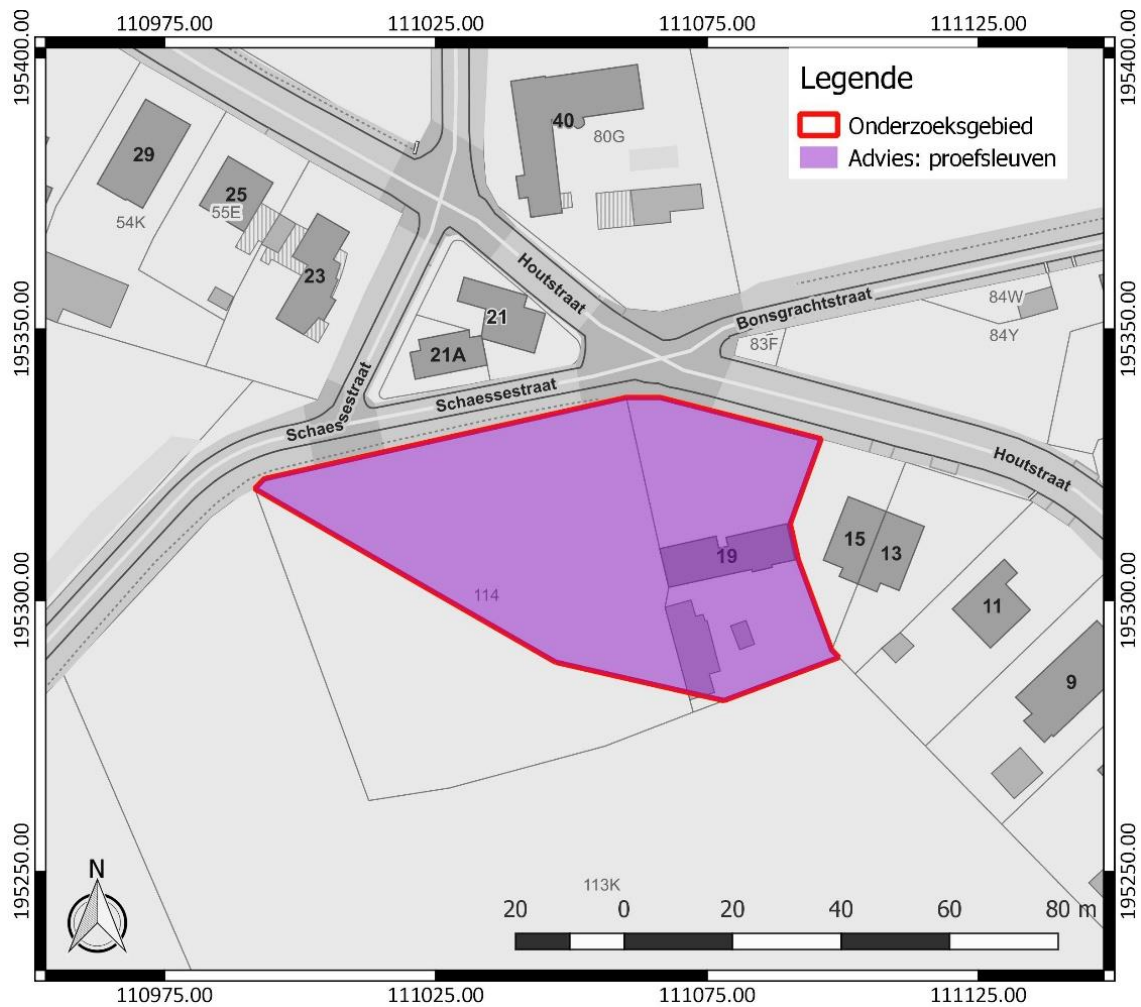 110975.00
111025.00
111075.00
111125.00
195400.00
195400.00
Legende
Onderzoeksgebied
Advies: proefsleuven
40
80G
29
25
55E
54K
23
Houtstraat
21
21A
Bonsgrachtstraat
84W
84Y
83F
195350.00
195350.00
Schaessestraat
Schaessestraat
Houtstraat
19
15
13
114
11
195300.00
195300.00
9
195250.00
195250.00
N
113K
20
0
20
40
60
80 m
110975.00
111025.00
111075.00
111125.00